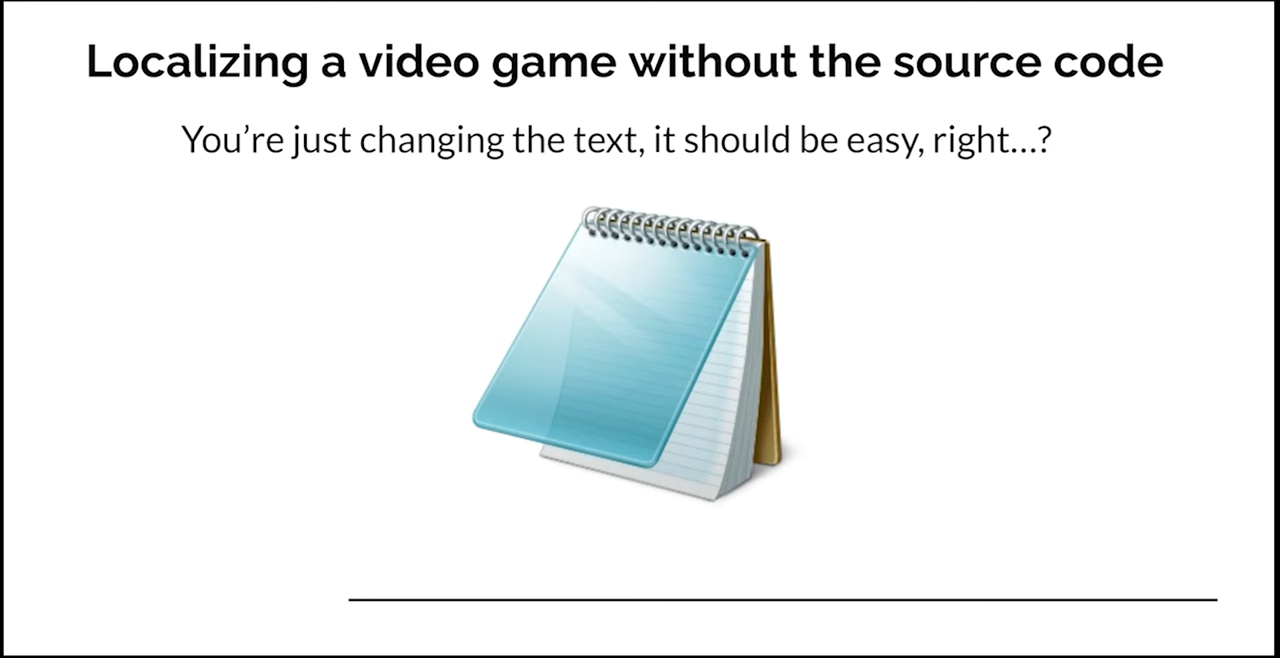 Localizing a video game without the source code
You’re just changing the text, it should be easy, right…?